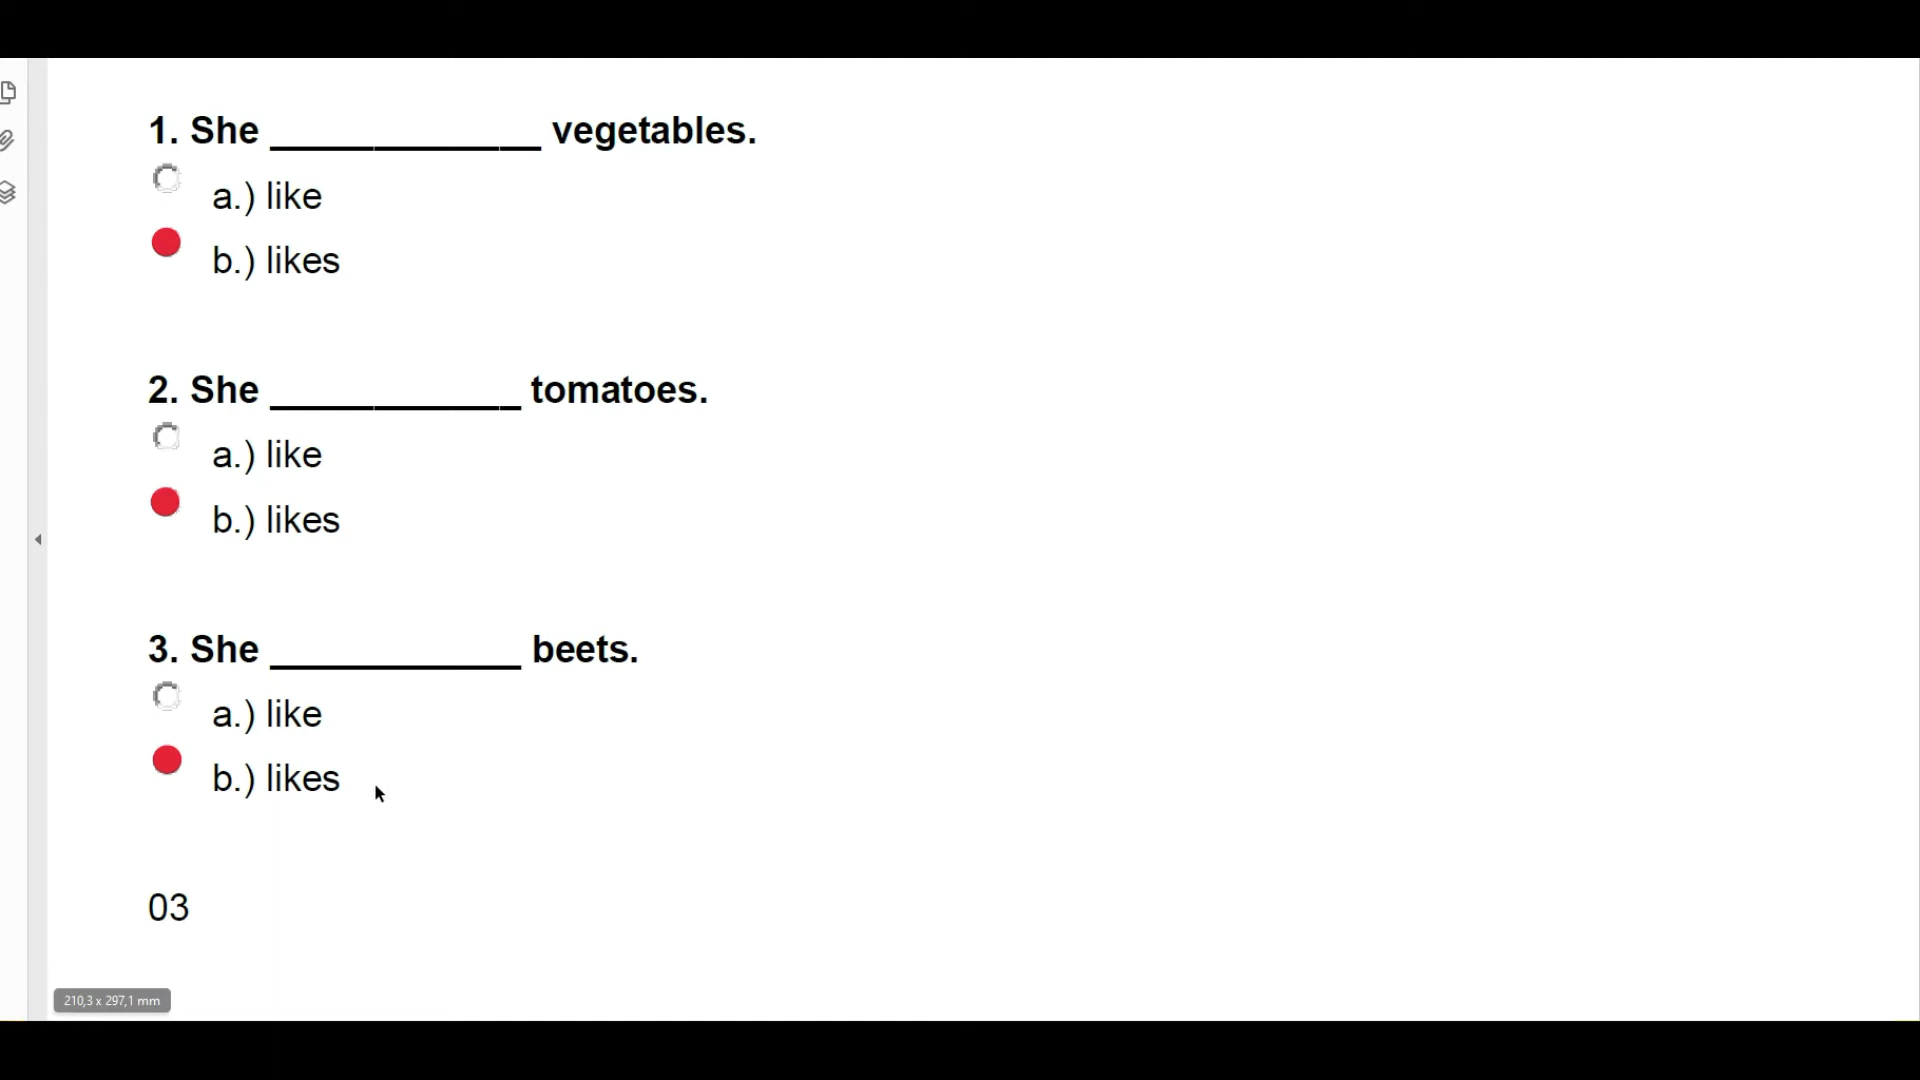 1. She _____________ vegetables.
a.) like
b.) likes
2. She ____________ tomatoes.
a.) like
b.) likes
3. She ____________ beets.
a.) like
b.) likes
03
210,3 x 297,1 mm